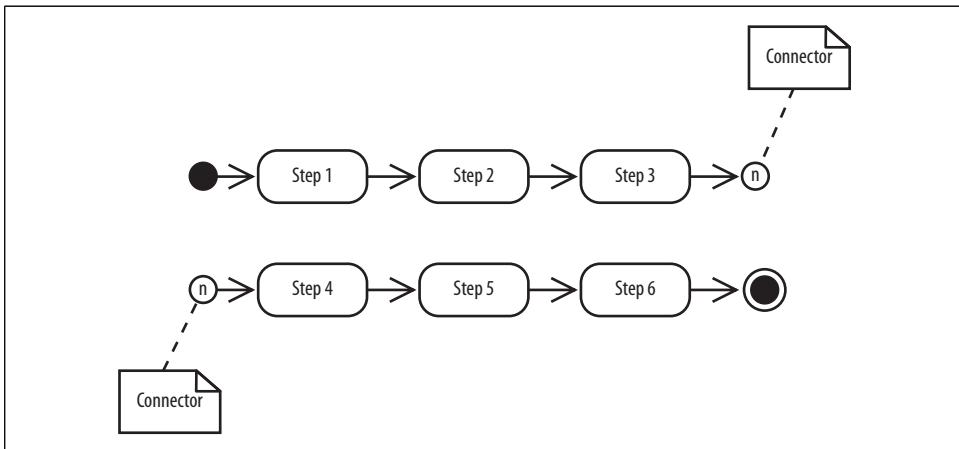 Connector
Step 1
Step 2
Step 3
n
n
Step 4
Step 5
Step 6
Connector